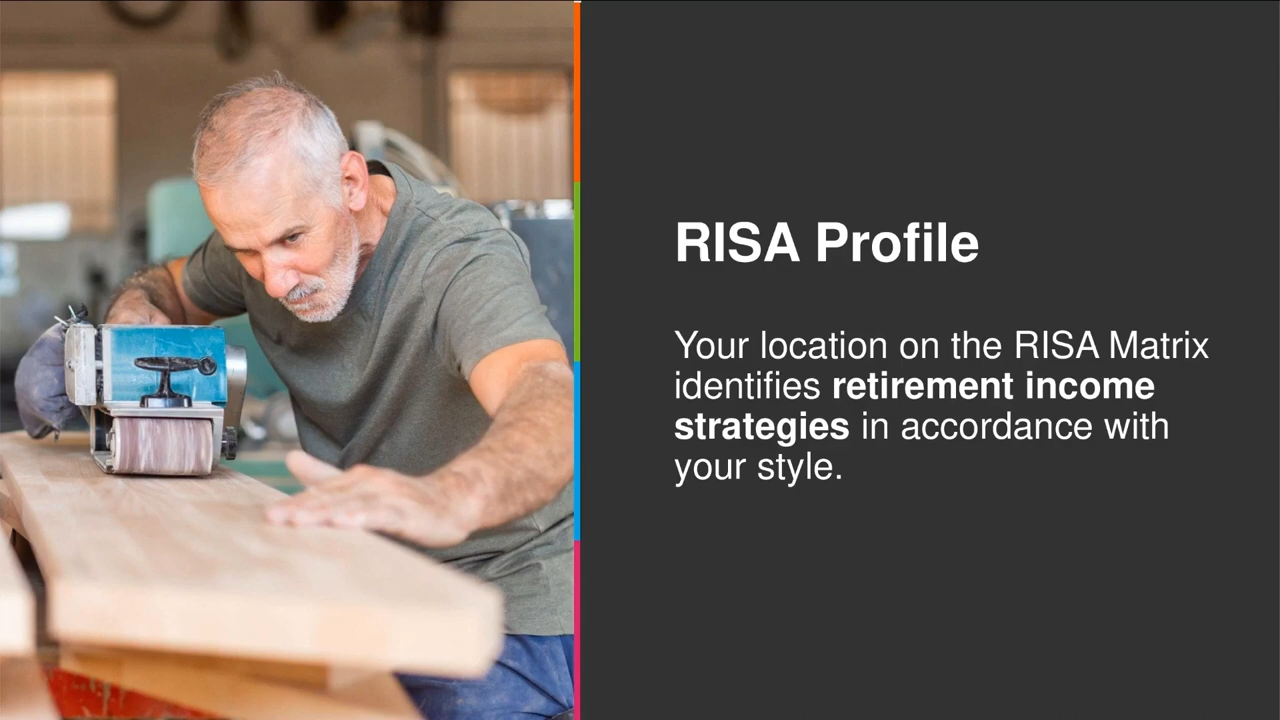 RISA Profile
Your location on the RISA Matrix
identifies retirement income
strategies in accordance with
your style.